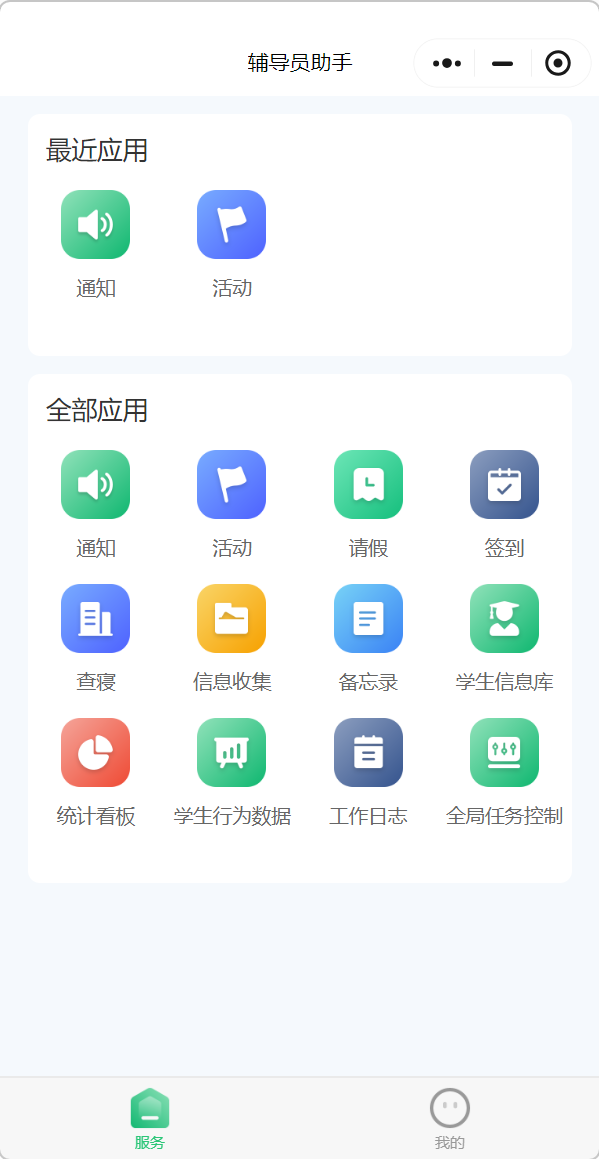 辅导员助手
最近应用
通知 活动
全部应用
通知 活动 请假 签到
查寝 信息收集 备忘录 学生信息库
统计看板 学生行为数据 工作日志 全局任务控制
服务 我的